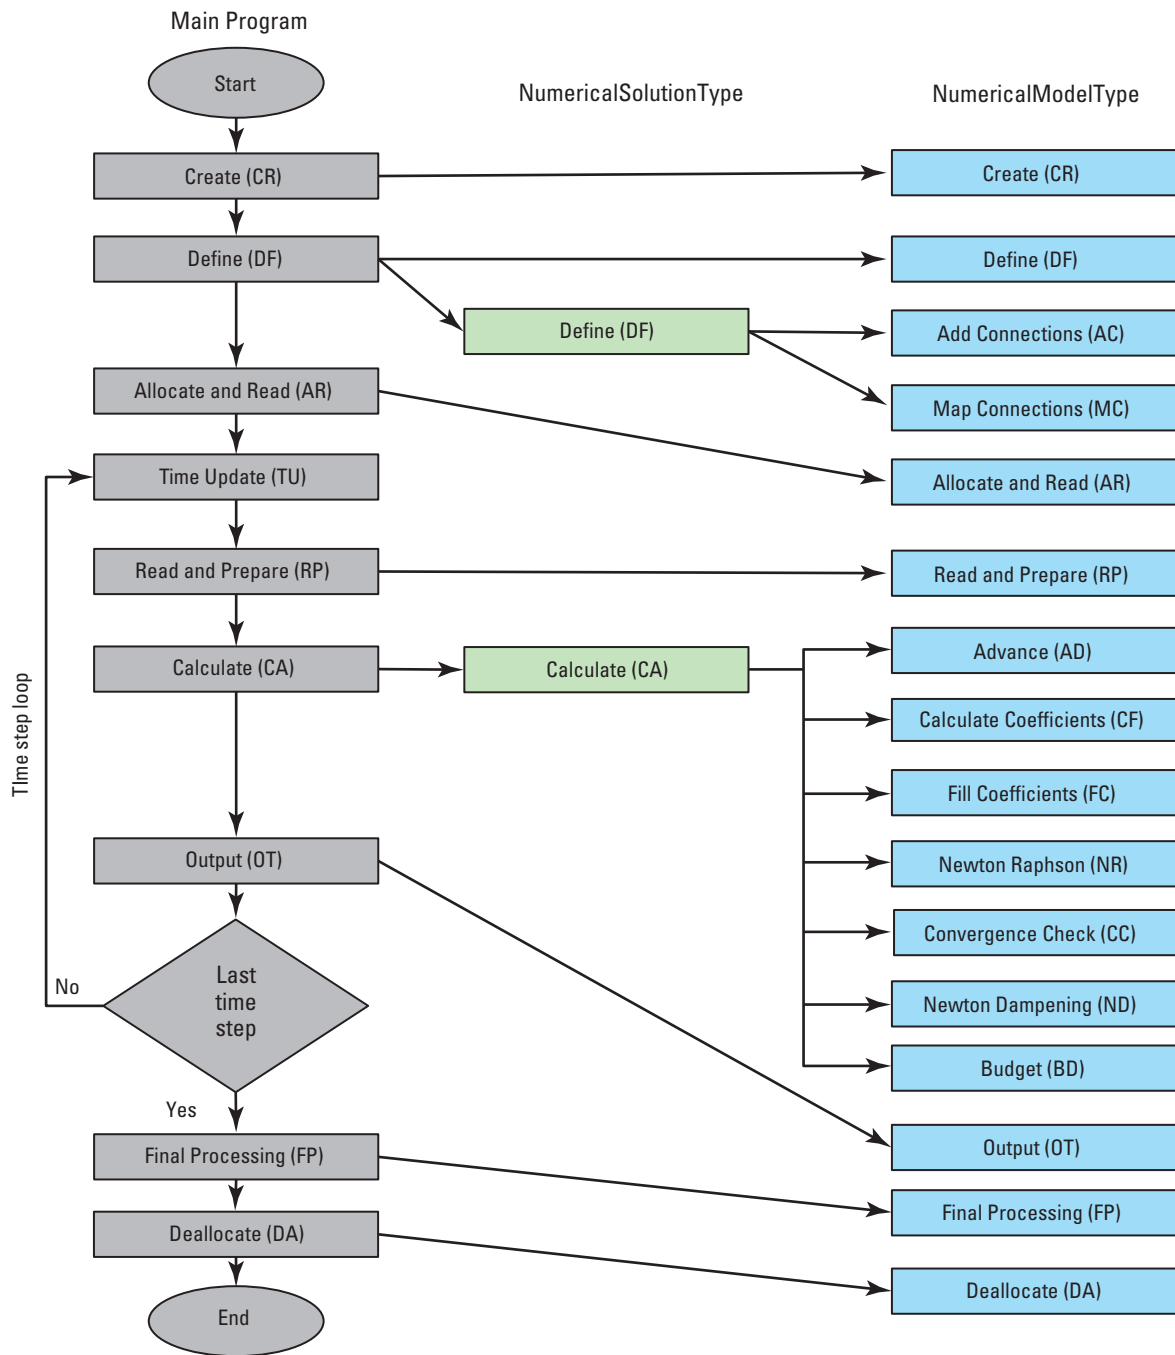 Main Program
Start
NumericalSolutionType
NumericalModelType
Create (CR)
Create (CR)
Define (DF)
Define (DF)
Define (DF)
Add Connections (AC)
Allocate and Read (AR)
Map Connections (MC)
Time Update (TU)
Allocate and Read (AR)
Read and Prepare (RP)
Read and Prepare (RP)
Calculate (CA)
Calculate (CA)
Advance (AD)
Calculate Coefficients (CF)
TIme step loop
Fill Coefficients (FC)
Output (OT)
Newton Raphson (NR)
Convergence Check (CC)
No
Last
time
step
Newton Dampening (ND)
Budget (BD)
Yes
Output (OT)
Final Processing (FP)
Final Processing (FP)
Deallocate (DA)
Deallocate (DA)
End